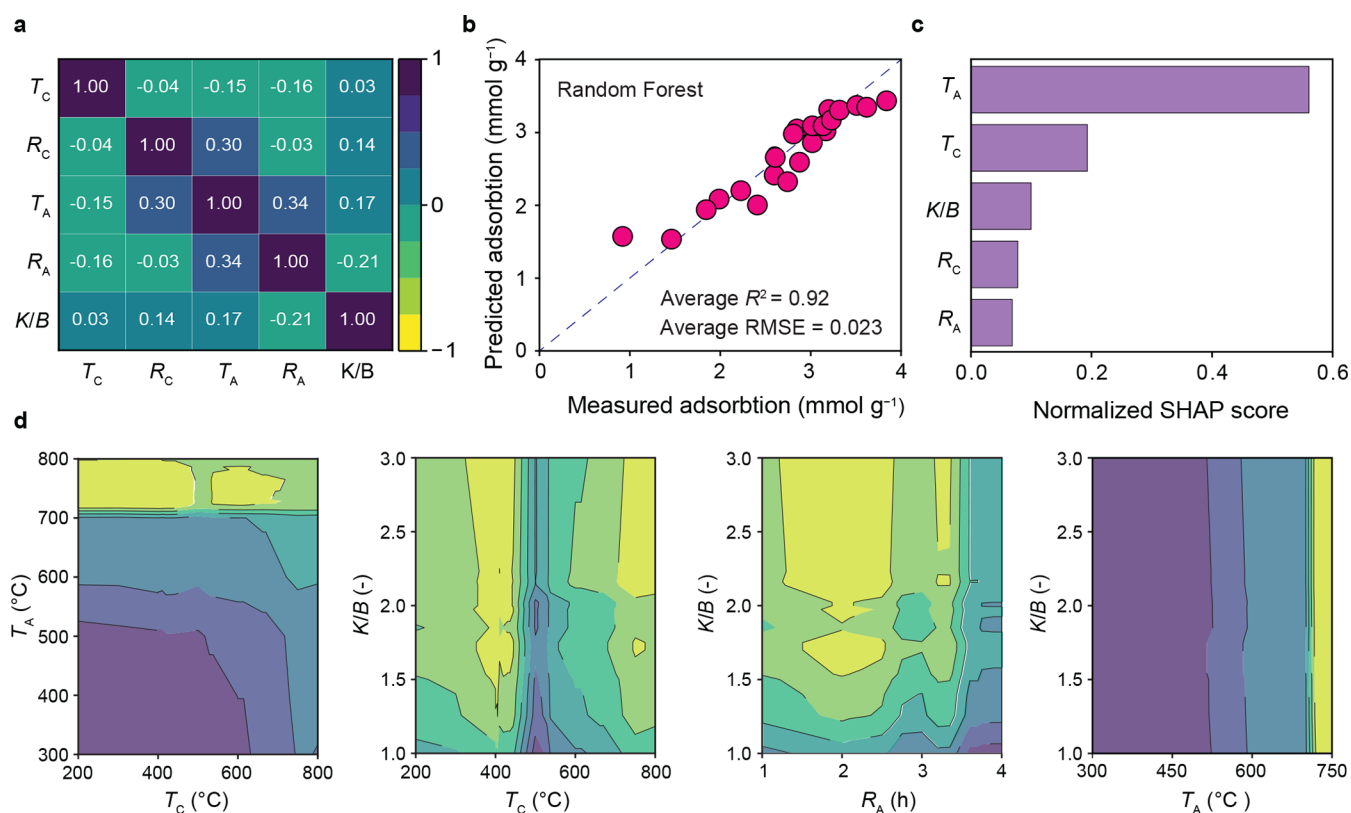 a
T_C 1.00 -0.04 -0.15 -0.16 0.03
R_C -0.04 1.00 0.30 -0.03 0.14
T_A -0.15 0.30 1.00 0.34 0.17
R_A -0.16 -0.03 0.34 1.00 -0.21
K/B 0.03 0.14 0.17 -0.21 1.00
T_C R_C T_A R_A K/B
1
0
−1
b
Predicted adsorbtion (mmol g⁻¹)
4
3
2
1
0
Random Forest
Average R² = 0.92
Average RMSE = 0.023
0 1 2 3 4
Measured adsorbtion (mmol g⁻¹)
c
T_A
T_C
K/B
R_C
R_A
0.0 0.2 0.4 0.6
Normalized SHAP score
d
T_A (°C)
800
700
600
500
400
300
200 400 600 800
T_C (°C)
K/B (-)
3.0
2.5
2.0
1.5
1.0
200 400 600 800
T_C (°C)
K/B (-)
3.0
2.5
2.0
1.5
1.0
1 2 3 4
R_A (h)
K/B (-)
3.0
2.5
2.0
1.5
1.0
300 450 600 750
T_A (°C)